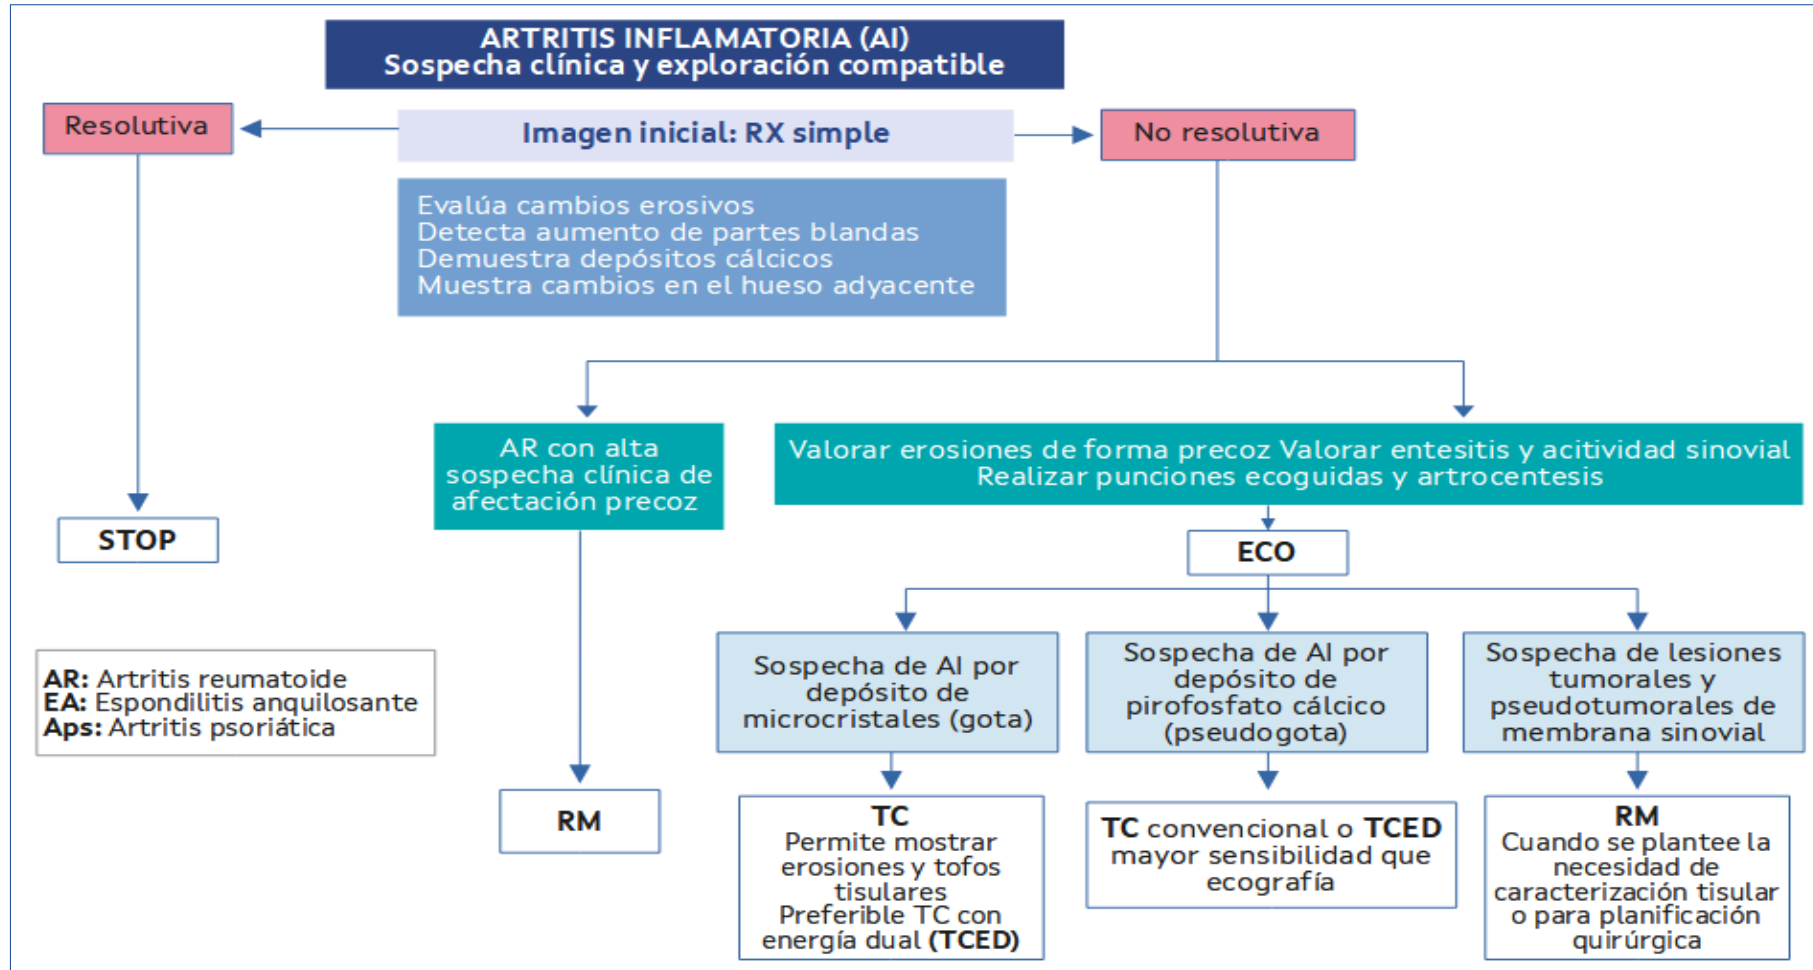 ARTRITIS INFLAMATORIA (AI)
Sospecha clínica y exploración compatible
Resolutiva
Imagen inicial: RX simple
No resolutiva
Evalúa cambios erosivos
Detecta aumento de partes blandas
Demuestra depósitos cálcicos
Muestra cambios en el hueso adyacente
AR con alta
sospecha clínica de
afectación precoz
Valorar erosiones de forma precoz Valorar entesitis y acitividad sinovial
Realizar punciones ecoguidas y artrocentesis
STOP
ECO
AR: Artritis reumatoide
EA: Espondilitis anquilosante
Aps: Artritis psoriática
Sospecha de AI por
depósito de
microcristales (gota)
Sospecha de AI por
depósito de
pirofosfato cálcico
(pseudogota)
Sospecha de lesiones
tumorales y
pseudotumorales de
membrana sinovial
RM
TC
Permite mostrar
erosiones y tofos
tisulares
Preferible TC con
energía dual (TCED)
TC convencional o TCED
mayor sensibilidad que
ecografía
RM
Cuando se plantee la
necesidad de
caracterización tisular
o para planificación
quirúrgica